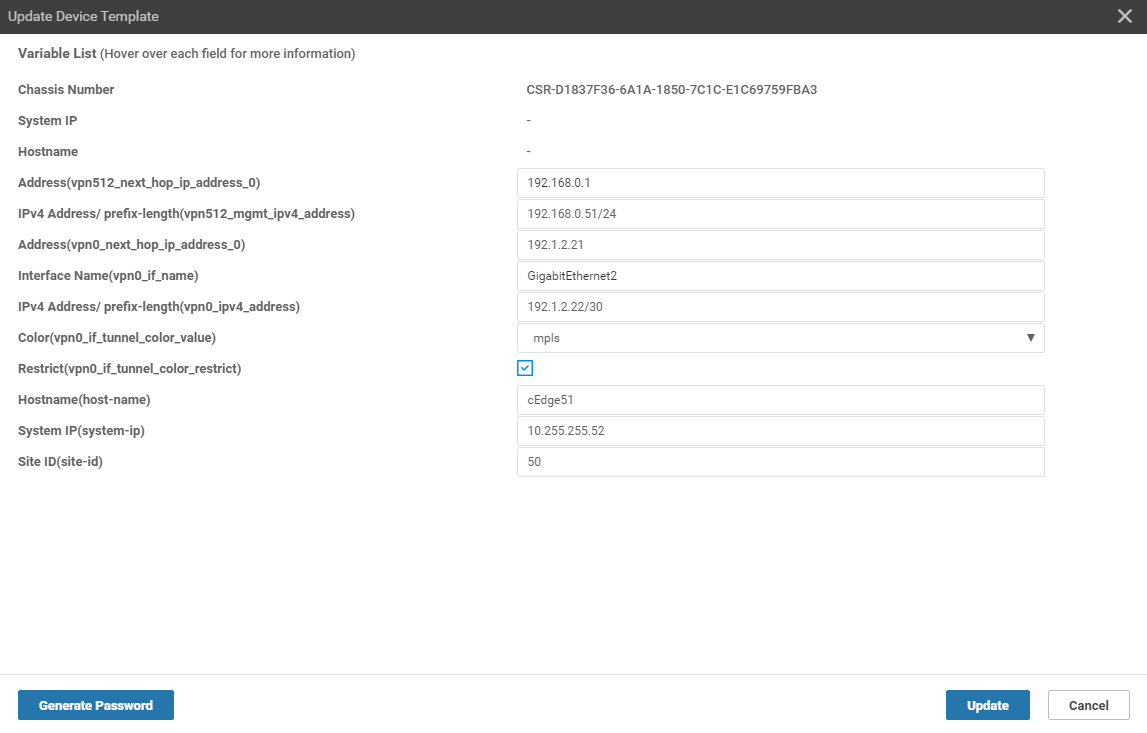 Update Device Template
Variable List (Hover over each field for more information)
Chassis Number CSR-D1837F36-6A1A-1850-7C1C-E1C69759FBA3
System IP -
Hostname -
Address(vpn512_next_hop_ip_address_0) 192.168.0.1
IPv4 Address/ prefix-length(vpn512_mgmt_ipv4_address) 192.168.0.51/24
Address(vpn0_next_hop_ip_address_0) 192.1.2.21
Interface Name(vpn0_if_name) GigabitEthernet2
IPv4 Address/ prefix-length(vpn0_ipv4_address) 192.1.2.22/30
Color(vpn0_if_tunnel_color_value) mpls
Restrict(vpn0_if_tunnel_color_restrict)
Hostname(host-name) cEdge51
System IP(system-ip) 10.255.255.52
Site ID(site-id) 50
Generate Password Update Cancel